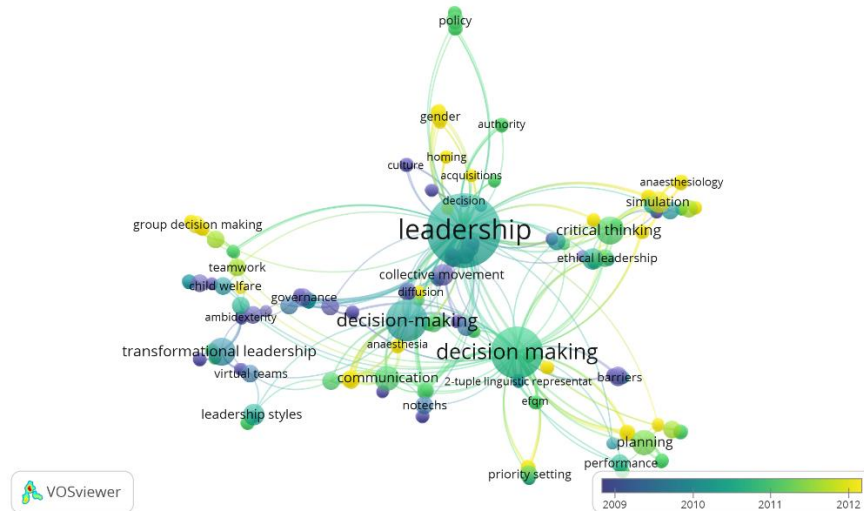 policy
gender
authority
homing
culture
acquisitions
anaesthesiology
decision
simulation
group decision making
leadership
critical thinking
ethical leadership
teamwork
collective movement
child welfare
diffusion
governance
ambidexterity
decision-making
anaesthesia
transformational leadership
decision making
virtual teams
communication
2-tuple linguistic representat
barriers
efqm
notechs
leadership styles
planning
performance
priority setting
VOSviewer
2009 2010 2011 2012